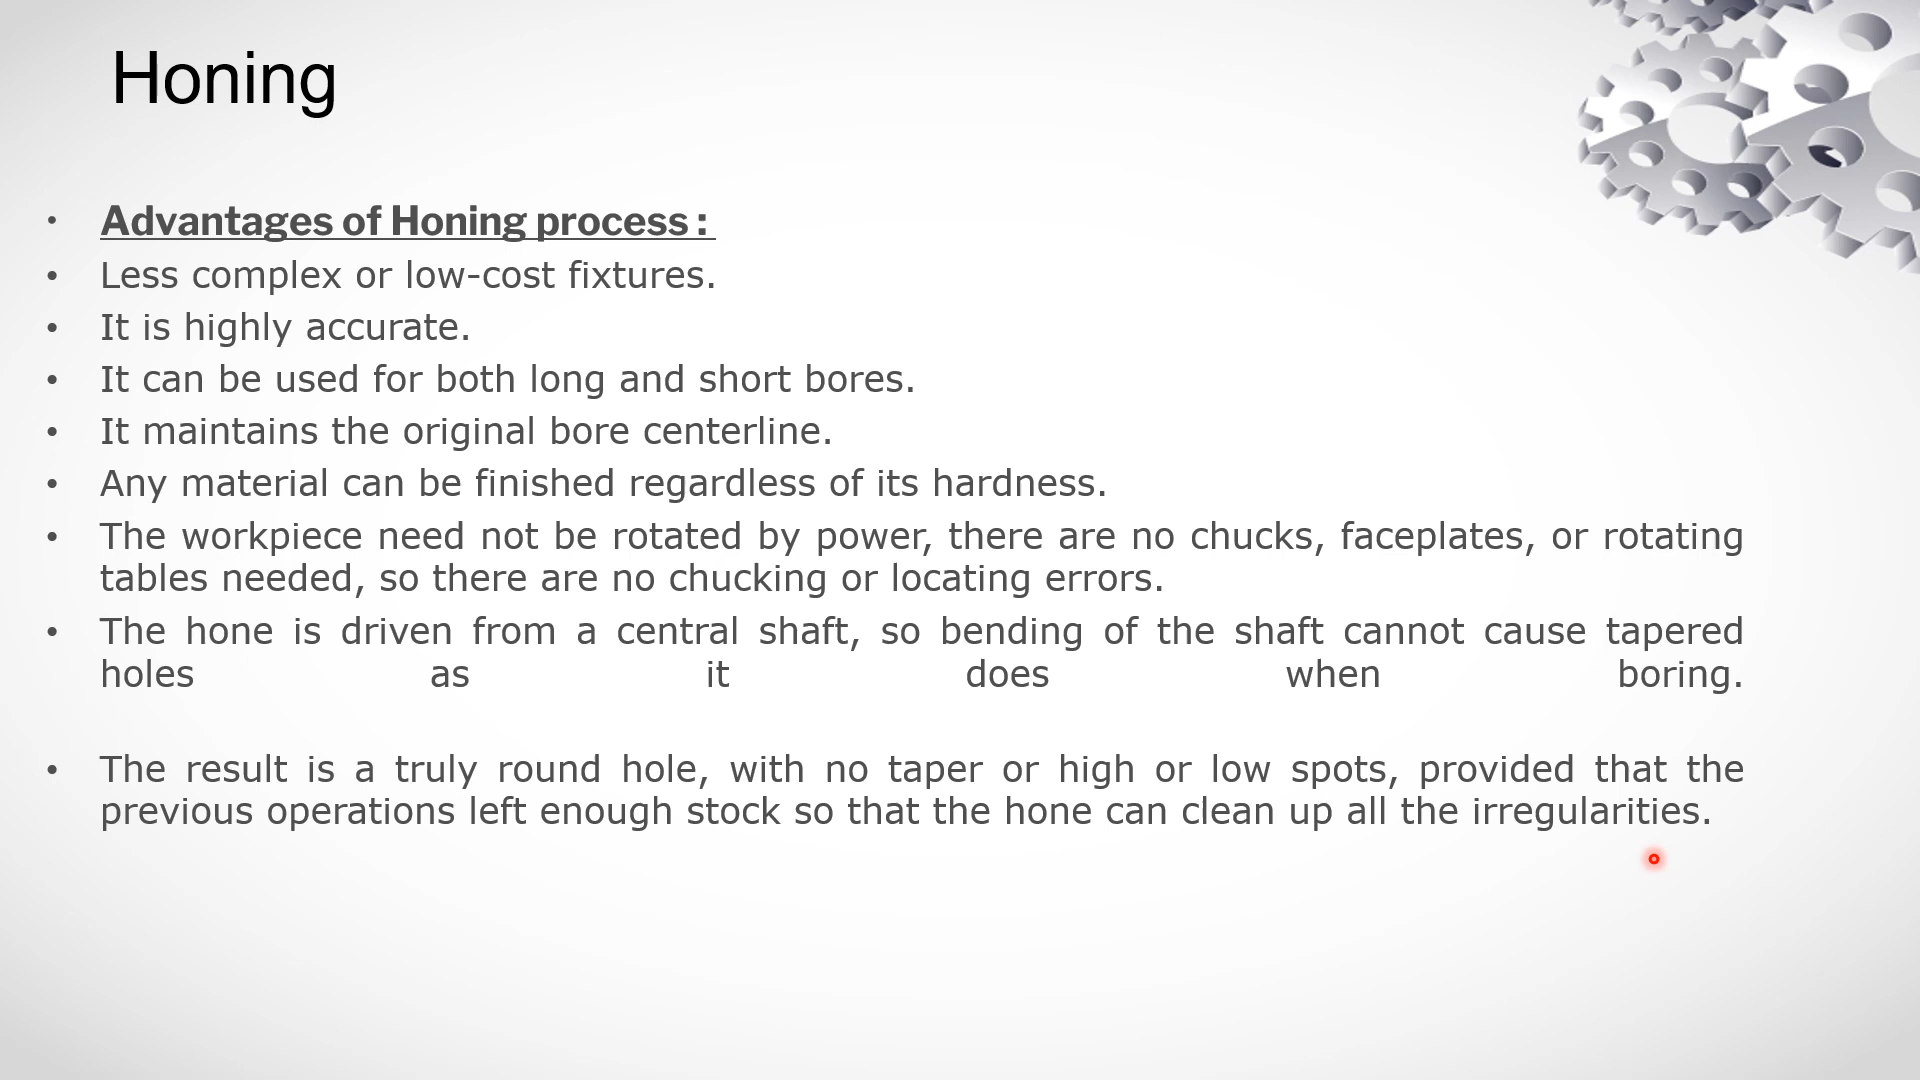 Honing
• Advantages of Honing process :
• Less complex or low-cost fixtures.
• It is highly accurate.
• It can be used for both long and short bores.
• It maintains the original bore centerline.
• Any material can be finished regardless of its hardness.
• The workpiece need not be rotated by power, there are no chucks, faceplates, or rotating
tables needed, so there are no chucking or locating errors.
• The hone is driven from a central shaft, so bending of the shaft cannot cause tapered
holes as it does when boring.
• The result is a truly round hole, with no taper or high or low spots, provided that the
previous operations left enough stock so that the hone can clean up all the irregularities.